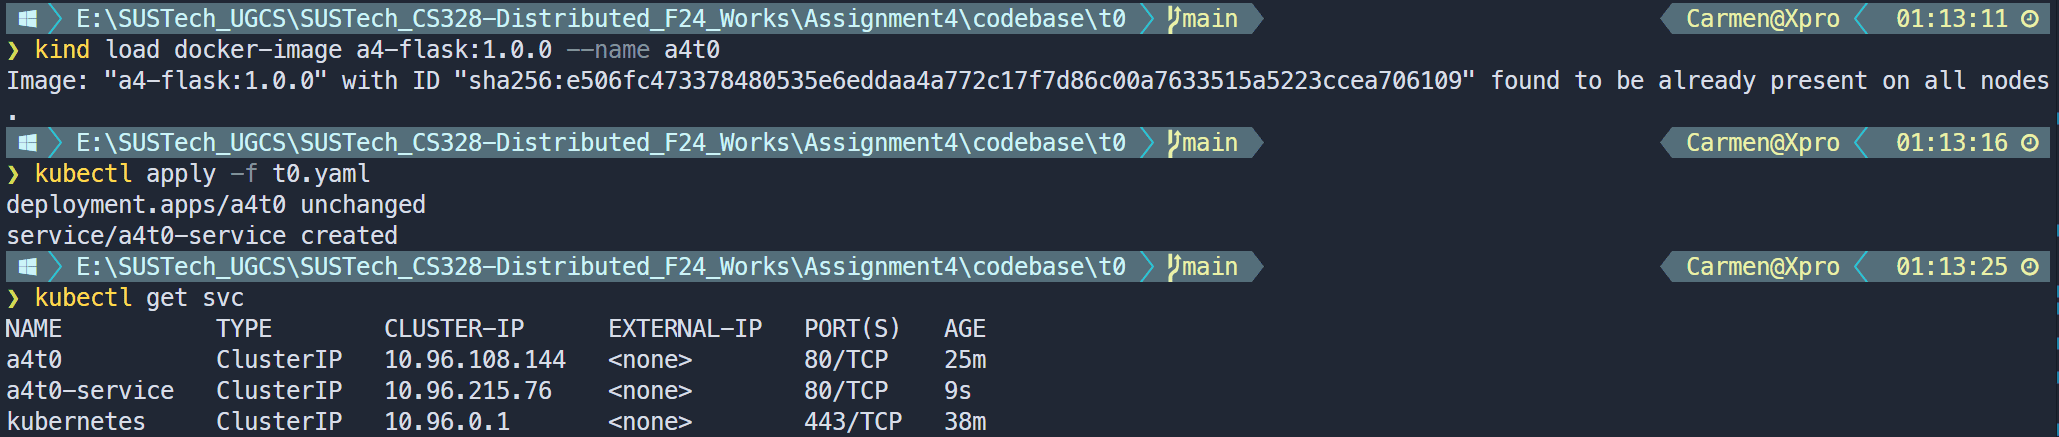 E:\SUSTech_UGCS\SUSTech_CS328-Distributed_F24_Works\Assignment4\codebase\t0 main Carmen@Xpro 01:13:11
❯ kind load docker-image a4-flask:1.0.0 --name a4t0
Image: "a4-flask:1.0.0" with ID "sha256:e506fc473378480535e6eddaa4a772c17f7d86c00a7633515a5223ccea706109" found to be already present on all nodes
.
E:\SUSTech_UGCS\SUSTech_CS328-Distributed_F24_Works\Assignment4\codebase\t0 main Carmen@Xpro 01:13:16
❯ kubectl apply -f t0.yaml
deployment.apps/a4t0 unchanged
service/a4t0-service created
E:\SUSTech_UGCS\SUSTech_CS328-Distributed_F24_Works\Assignment4\codebase\t0 main Carmen@Xpro 01:13:25
❯ kubectl get svc
NAME TYPE CLUSTER-IP EXTERNAL-IP PORT(S) AGE
a4t0 ClusterIP 10.96.108.144 <none> 80/TCP 25m
a4t0-service ClusterIP 10.96.215.76 <none> 80/TCP 9s
kubernetes ClusterIP 10.96.0.1 <none> 443/TCP 38m